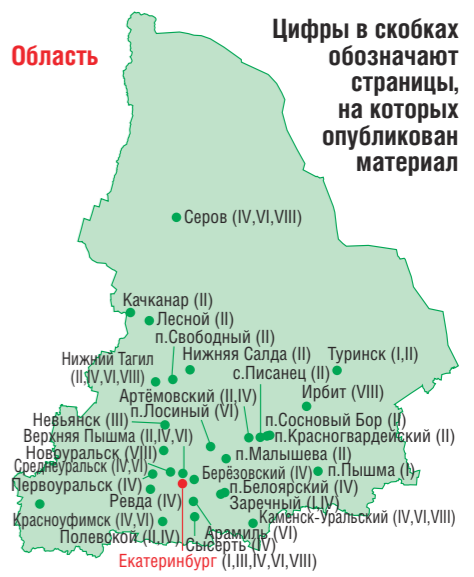 Цифры в скобках
обозначают
страницы,
на которых
опубликован
материал
Область
Серов (IV,VI,VIII)
Качканар (II)
Лесной (II)
п.Свободный (II)
Нижняя Салда (II)
Туринск (I,II)
Нижний Тагил
(II,IV,VI,VIII)
с.Писанец (II)
Артёмовский (II,IV)
Ирбит (VIII)
п.Лосиный (VI)
Невьянск (III)
п.Сосновый Бор (II)
Верхняя Пышма (II,IV,VI)
п.Красногвардейский (II)
Новоуральск (VIII)
п.Малышева (II)
Среднеуральск (IV,VI)
Берёзовский (IV)
п.Пышма (I)
Первоуральск (IV)
п.Белоярский (IV)
Ревда (IV)
Заречный (I,IV)
Красноуфимск (IV,VI)
Каменск-Уральский (IV,VI,VIII)
Полевской (II,IV)
Арамиль (VI)
Сысерть (IV)
Екатеринбург (I,III,IV,VI,VIII)